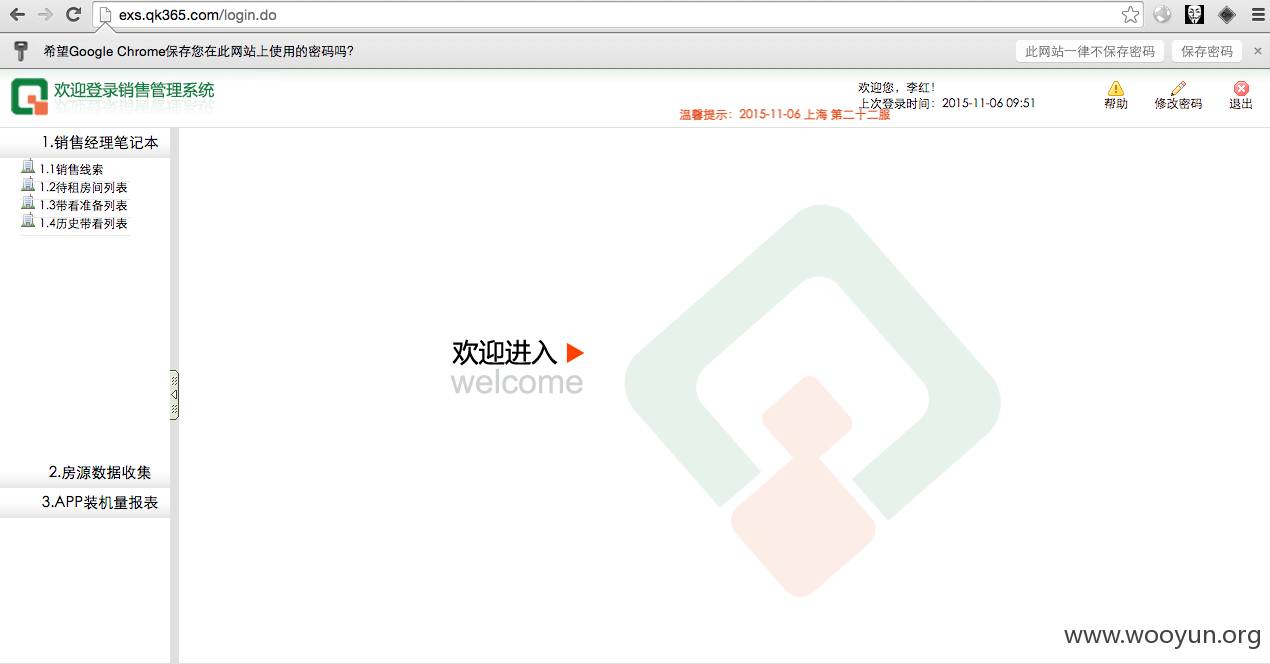 exs.qk365.com/login.do
希望Google Chrome保存您在此网站上使用的密码吗?
此网站一律不保存密码
保存密码
欢迎登录销售管理系统
欢迎您，李红！
上次登录时间：2015-11-06 09:51
温馨提示：2015-11-06 上海 第二十二服
帮助
修改密码
退出
1.销售经理笔记本
1.1销售线索
1.2待租房间列表
1.3带看准备列表
1.4历史带看列表
欢迎进入
welcome
2.房源数据收集
3.APP装机量报表
www.wooyun.org